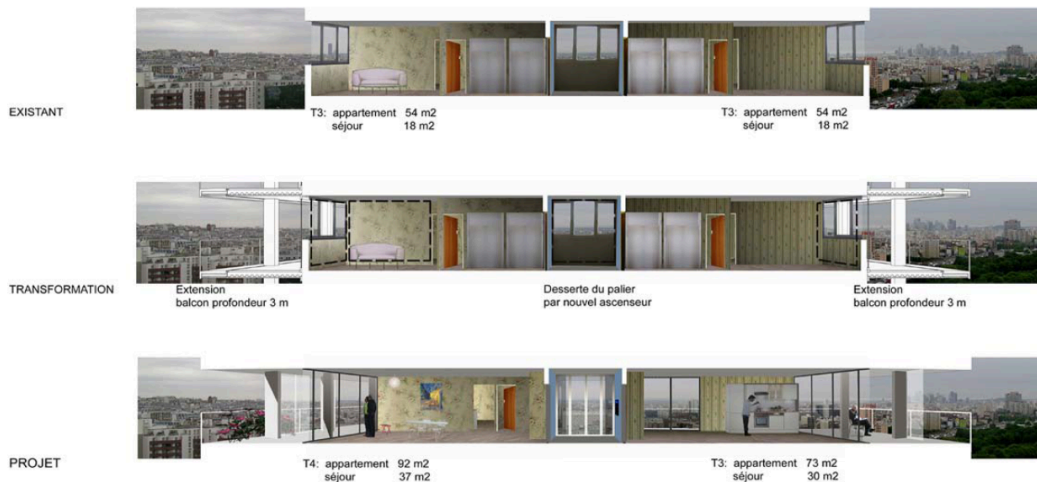 EXISTANT
T3: appartement 54 m2
séjour 18 m2
T3: appartement 54 m2
séjour 18 m2
TRANSFORMATION
Extension
balcon profondeur 3 m
Desserte du palier
par nouvel ascenseur
Extension
balcon profondeur 3 m
PROJET
T4: appartement 92 m2
séjour 37 m2
T3: appartement 73 m2
séjour 30 m2